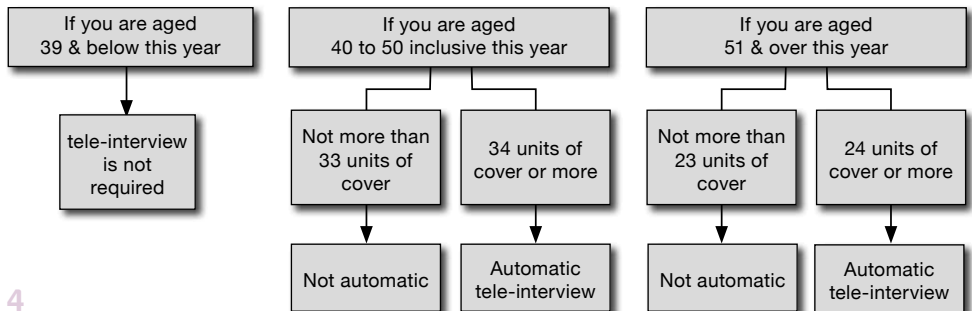 If you are aged
39 & below this year
tele-interview
is not
required
If you are aged
40 to 50 inclusive this year
Not more than
33 units of
cover
34 units of
cover or more
Not automatic
Automatic
tele-interview
If you are aged
51 & over this year
Not more than
23 units of
cover
24 units of
cover or more
Not automatic
Automatic
tele-interview
4